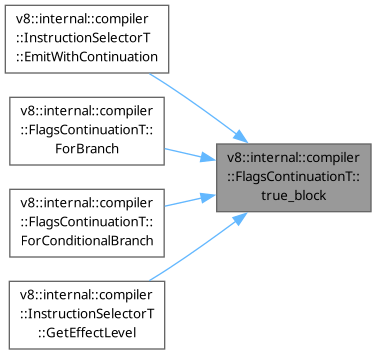 v8::internal::compiler
::InstructionSelectorT
::EmitWithContinuation
v8::internal::compiler
::FlagsContinuationT::
ForBranch
v8::internal::compiler
::FlagsContinuationT::
true_block
v8::internal::compiler
::FlagsContinuationT::
ForConditionalBranch
v8::internal::compiler
::InstructionSelectorT
::GetEffectLevel